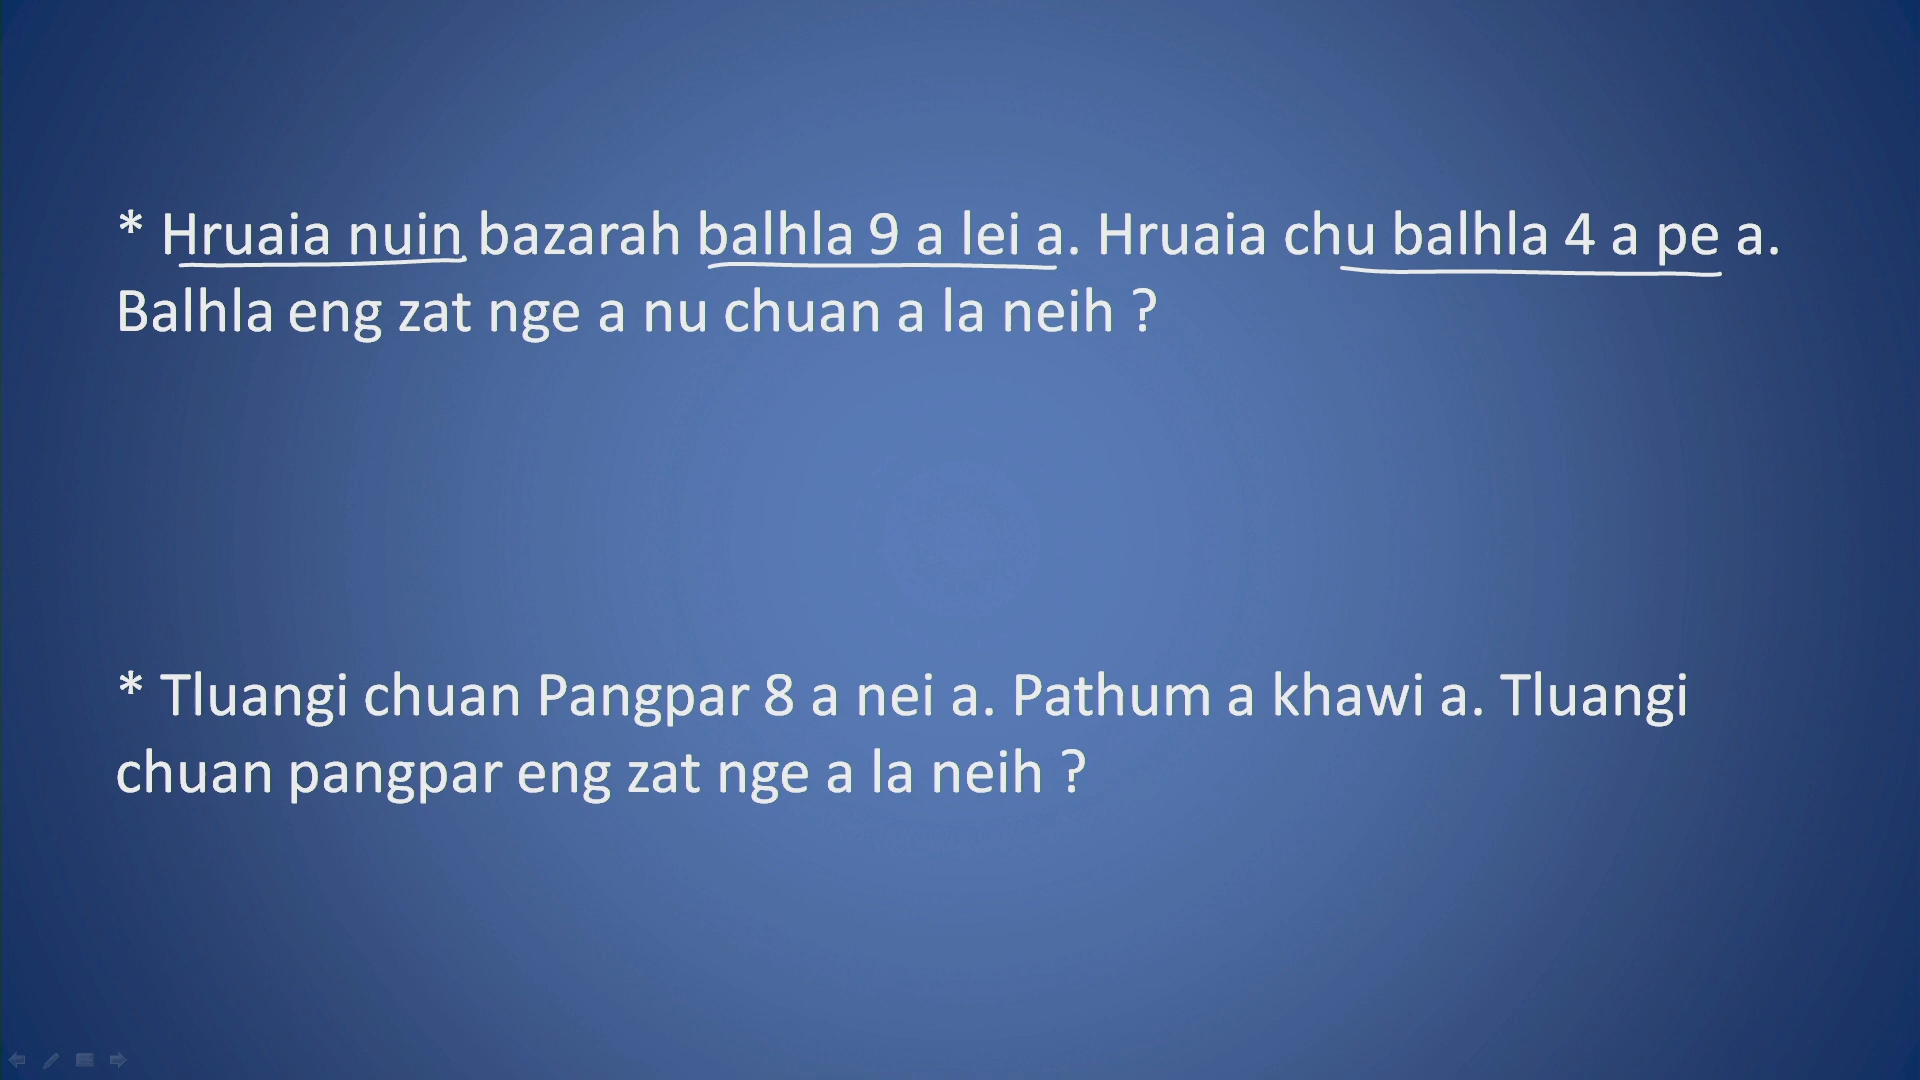 * Hruaia nuin bazarah balhla 9 a lei a. Hruaia chu balhla 4 a pe a.
Balhla eng zat nge a nu chuan a la neih ?
* Tluangi chuan Pangpar 8 a nei a. Pathum a khawi a. Tluangi
chuan pangpar eng zat nge a la neih ?